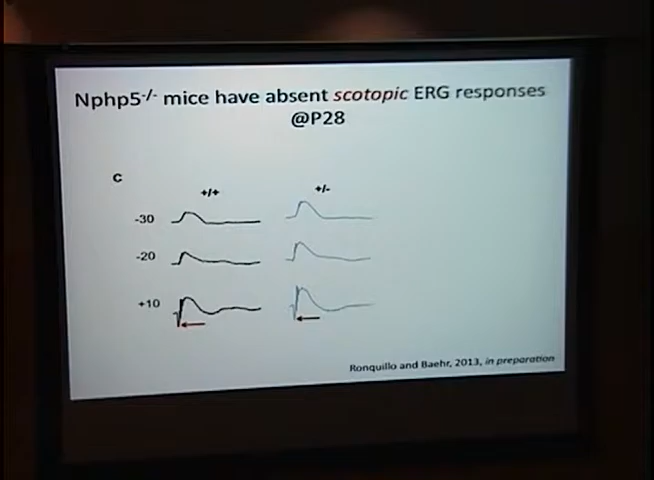 Nphp5-/- mice have absent scotopic ERG responses
@P28
C
+/+ +/-
-30
-20
+10
Ronquillo and Baehr, 2013, in preparation